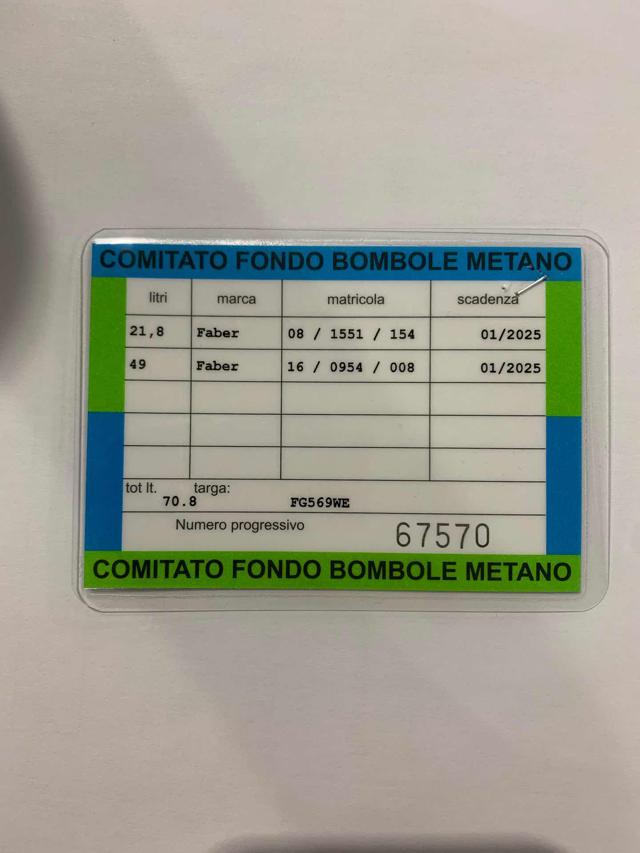 COMITATO FONDO BOMBOLE METANO
litri marca matricola scadenza
21,8 Faber 08 / 1551 / 154 01/2025
49 Faber 16 / 0954 / 008 01/2025
tot lt. targa:
70.8 FG569WE
Numero progressivo 67570
COMITATO FONDO BOMBOLE METANO